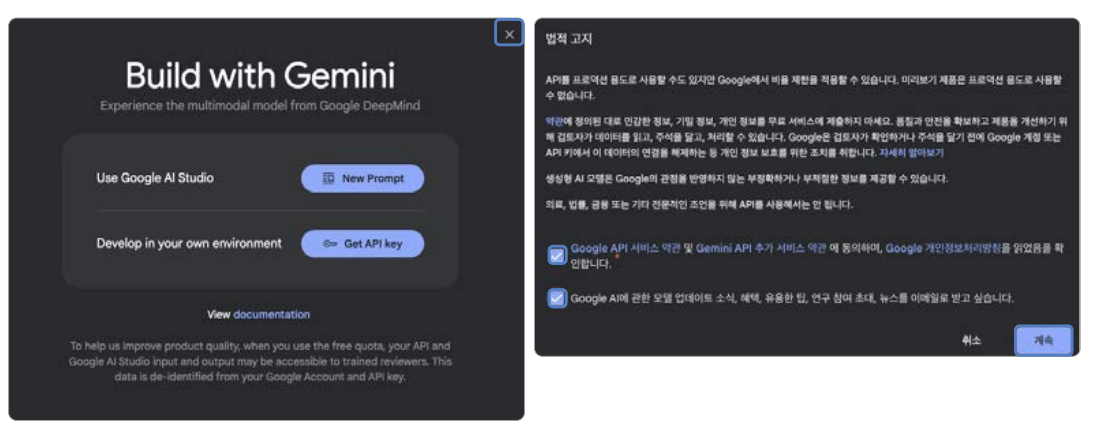 Build with Gemini
Experience the multimodal model from Google DeepMind
Use Google AI Studio
New Prompt
Develop in your own environment
Get API key
View documentation
To help us improve product quality, when you use the free quota, your API and
Google AI Studio input and output may be accessible to trained reviewers. This
data is de-identified from your Google Account and API key.
법적 고지
API를 프로덕션 용도로 사용할 수도 있지만 Google에서 비율 제한을 적용할 수 있습니다. 미리보기 제품은 프로덕션 용도로 사용할
수 없습니다.
약관에 정의된 대로 민감한 정보, 기밀 정보, 개인 정보를 무료 서비스에 제출하지 마세요. 품질과 안전을 확보하고 제품을 개선하기 위
해 검토자가 데이터를 읽고, 주석을 달고, 처리할 수 있습니다. Google은 검토자가 확인하거나 주석을 달기 전에 Google 계정 또는
API 키에서 이 데이터의 연결을 해제하는 등 개인 정보 보호를 위한 조치를 취합니다. 자세히 알아보기
생성형 AI 모델은 Google의 관점을 반영하지 않는 부정확하거나 부적절한 정보를 제공할 수 있습니다.
의료, 법률, 금융 또는 기타 전문적인 조언을 위해 API를 사용해서는 안 됩니다.
Google API 서비스 약관 및 Gemini API 추가 서비스 약관 에 동의하며, Google 개인정보처리방침을 읽었음을 확
인합니다.*
Google AI에 관한 모델 업데이트 소식, 혜택, 유용한 팁, 연구 참여 초대, 뉴스를 이메일로 받고 싶습니다.
취소
계속